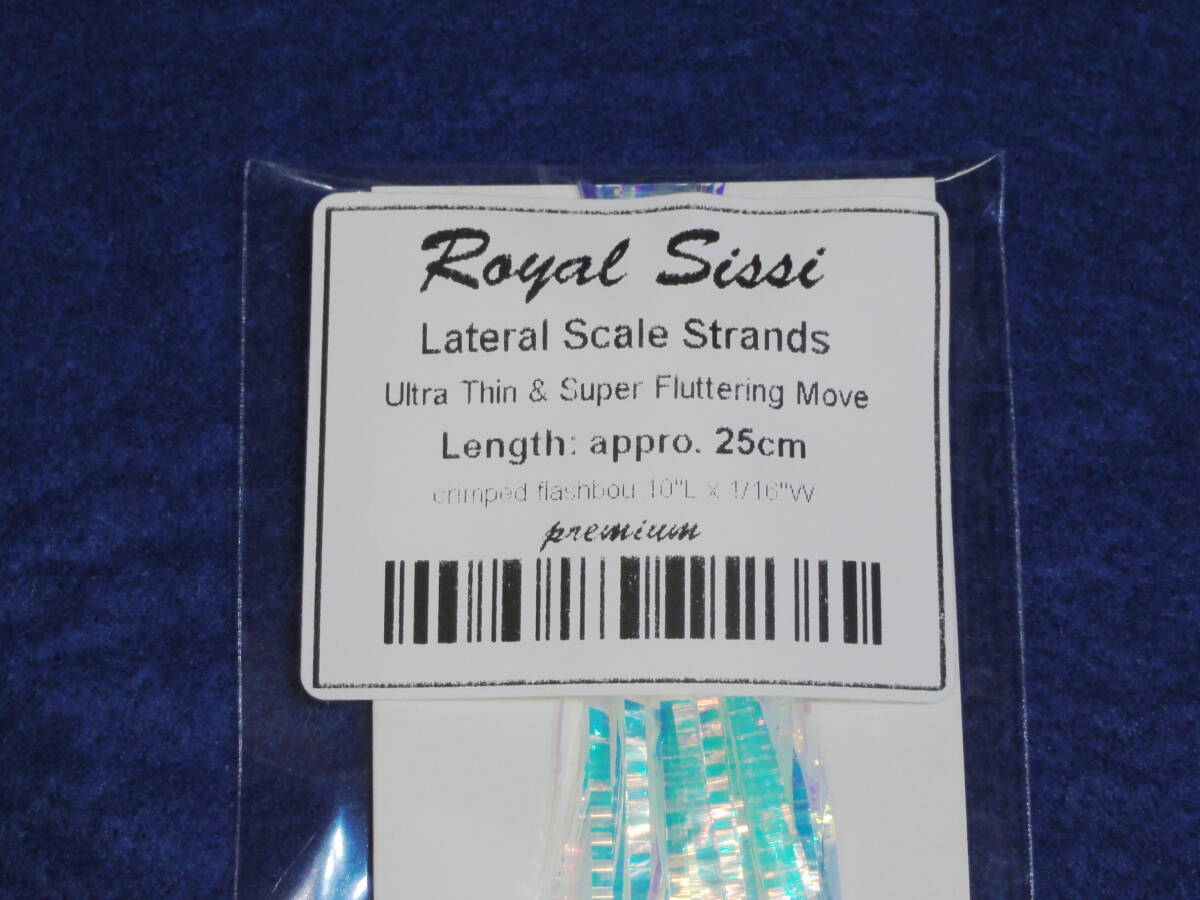 Royal Sissi
Lateral Scale Strands
Ultra Thin & Super Fluttering Move
Length: appro. 25cm
crimped flashbou 10"L x 1/16"W
premium